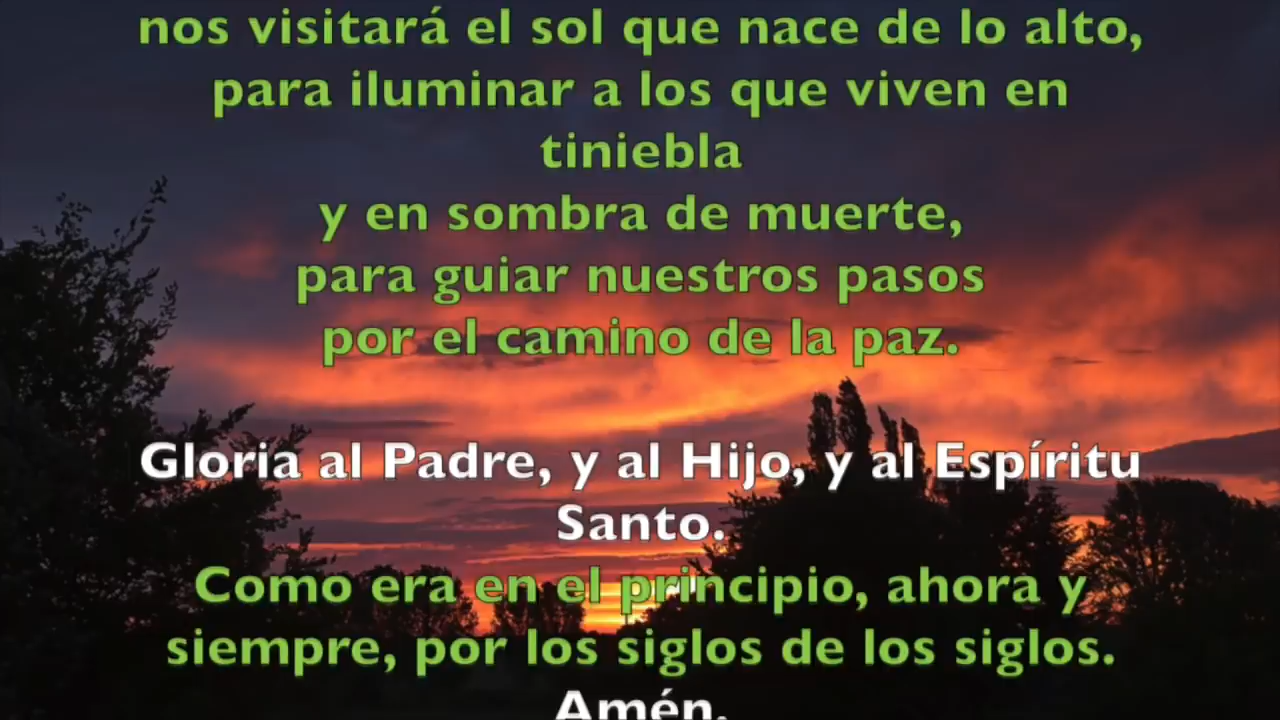 nos visitará el sol que nace de lo alto,
para iluminar a los que viven en
tiniebla
y en sombra de muerte,
para guiar nuestros pasos
por el camino de la paz.
Gloria al Padre, y al Hijo, y al Espíritu
Santo.
Como era en el principio, ahora y
siempre, por los siglos de los siglos.
Amén.